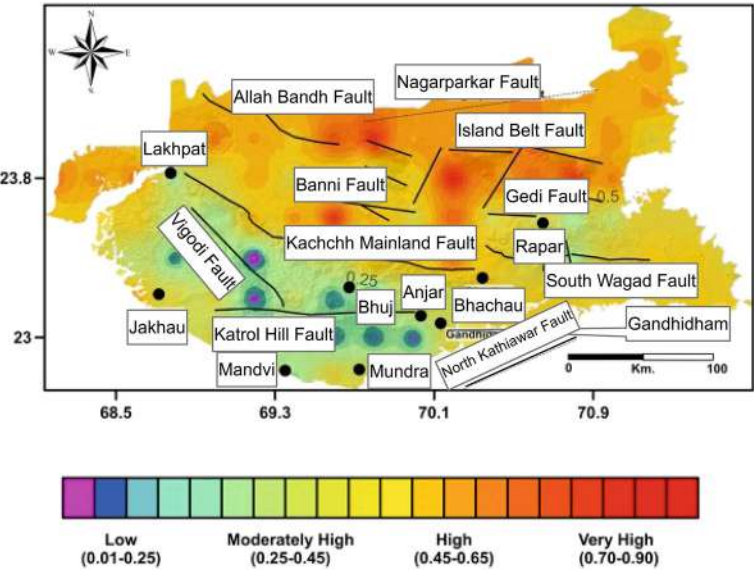 N
W
E
S
Nagarparkar Fault
Allah Bandh Fault
Island Belt Fault
Lakhpat
23.8
Banni Fault
Gedi Fault
0.5
Vigodi Fault
Kachchh Mainland Fault
Rapar
0.25
South Wagad Fault
Jakhau
Bhuj
Anjar
Bhachau
23
Katrol Hill Fault
North Kathiawar Fault
Gandhidham
Mandvi
Mundra
0
Km.
100
68.5
69.3
70.1
70.9
Low
Moderately High
High
Very High
(0.01-0.25)
(0.25-0.45)
(0.45-0.65)
(0.70-0.90)